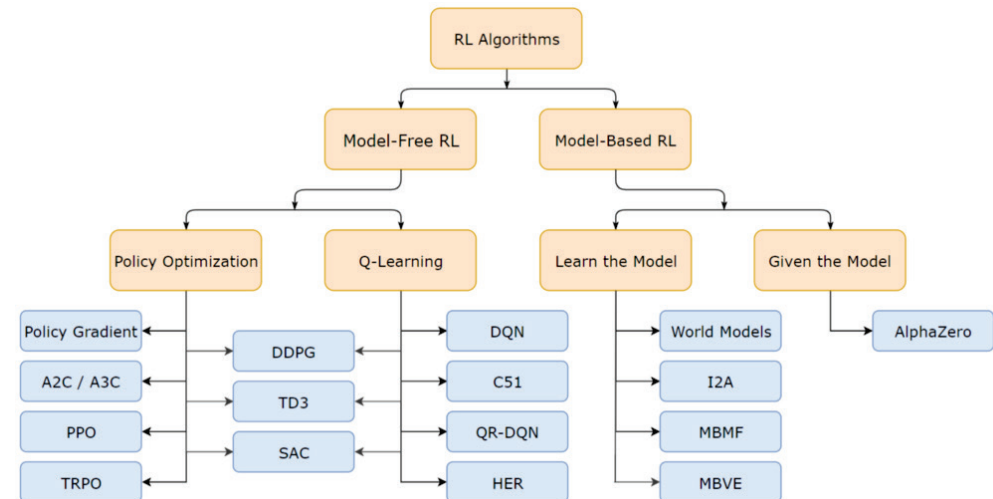 RL Algorithms
Model-Free RL
Model-Based RL
Policy Optimization
Q-Learning
Learn the Model
Given the Model
Policy Gradient
DQN
World Models
AlphaZero
DDPG
A2C / A3C
C51
I2A
TD3
PPO
QR-DQN
MBMF
SAC
TRPO
HER
MBVE